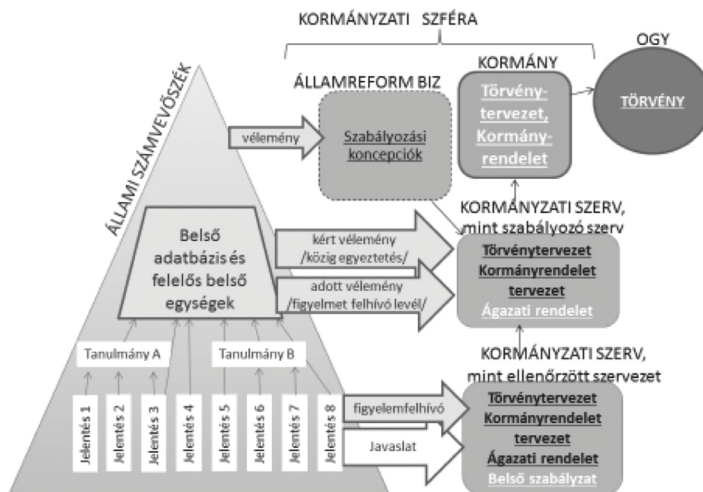 KORMÁNYZATI SZFÉRA
OGY
KORMÁNY
ÁLLAMREFORM BIZ
Törvény-
tervezet,
Kormány-
rendelet
TÖRVÉNY
ÁLLAMI SZÁMVEVŐSZÉK
vélemény
Szabályozási
koncepciók
KORMÁNYZATI SZERV,
mint szabályozó szerv
Belső
adatbázis és
felelős belső
egységek
kért vélemény
/közig egyeztetés/
adott vélemény
/figyelmet felhívó levél/
Törvénytervezet
Kormányrendelet
tervezet
Ágazati rendelet
Tanulmány A
Tanulmány B
KORMÁNYZATI SZERV,
mint ellenőrzött szervezet
Jelentés 1
Jelentés 2
Jelentés 3
Jelentés 4
Jelentés 5
Jelentés 6
Jelentés 7
Jelentés 8
figyelemfelhívó
Javaslat
Törvénytervezet
Kormányrendelet
tervezet
Ágazati rendelet
Belső szabályzat